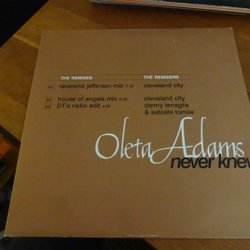 THE REMIXES THE REMIXERS
reverend jefferson mix cleveland city
house of angels mix cleveland city
DT's radio edit danny tenaglia
& satoshi tomiie
Oleta Adams
never knew